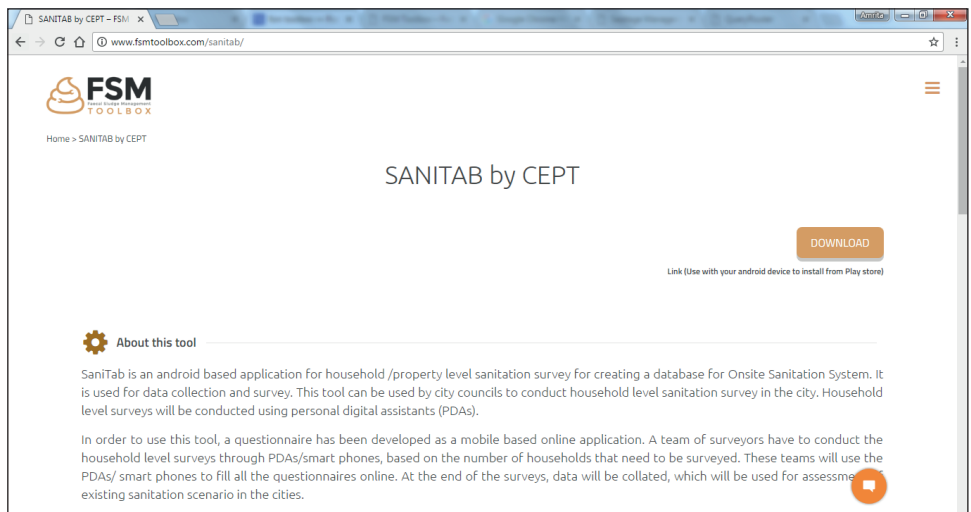 SANITAB by CEPT – FSM
Amrita
www.fsmtoolbox.com/sanitab/
FSM
Faecal Sludge Management
TOOLBOX
Home > SANITAB by CEPT
SANITAB by CEPT
DOWNLOAD
Link (Use with your android device to install from Play store)
About this tool
SaniTab is an android based application for household /property level sanitation survey for creating a database for Onsite Sanitation System. It
is used for data collection and survey. This tool can be used by city councils to conduct household level sanitation survey in the city. Household
level surveys will be conducted using personal digital assistants (PDAs).
In order to use this tool, a questionnaire has been developed as a mobile based online application. A team of surveyors have to conduct the
household level surveys through PDAs/smart phones, based on the number of households that need to be surveyed. These teams will use the
PDAs/ smart phones to fill all the questionnaires online. At the end of the surveys, data will be collated, which will be used for assessme
existing sanitation scenario in the cities.